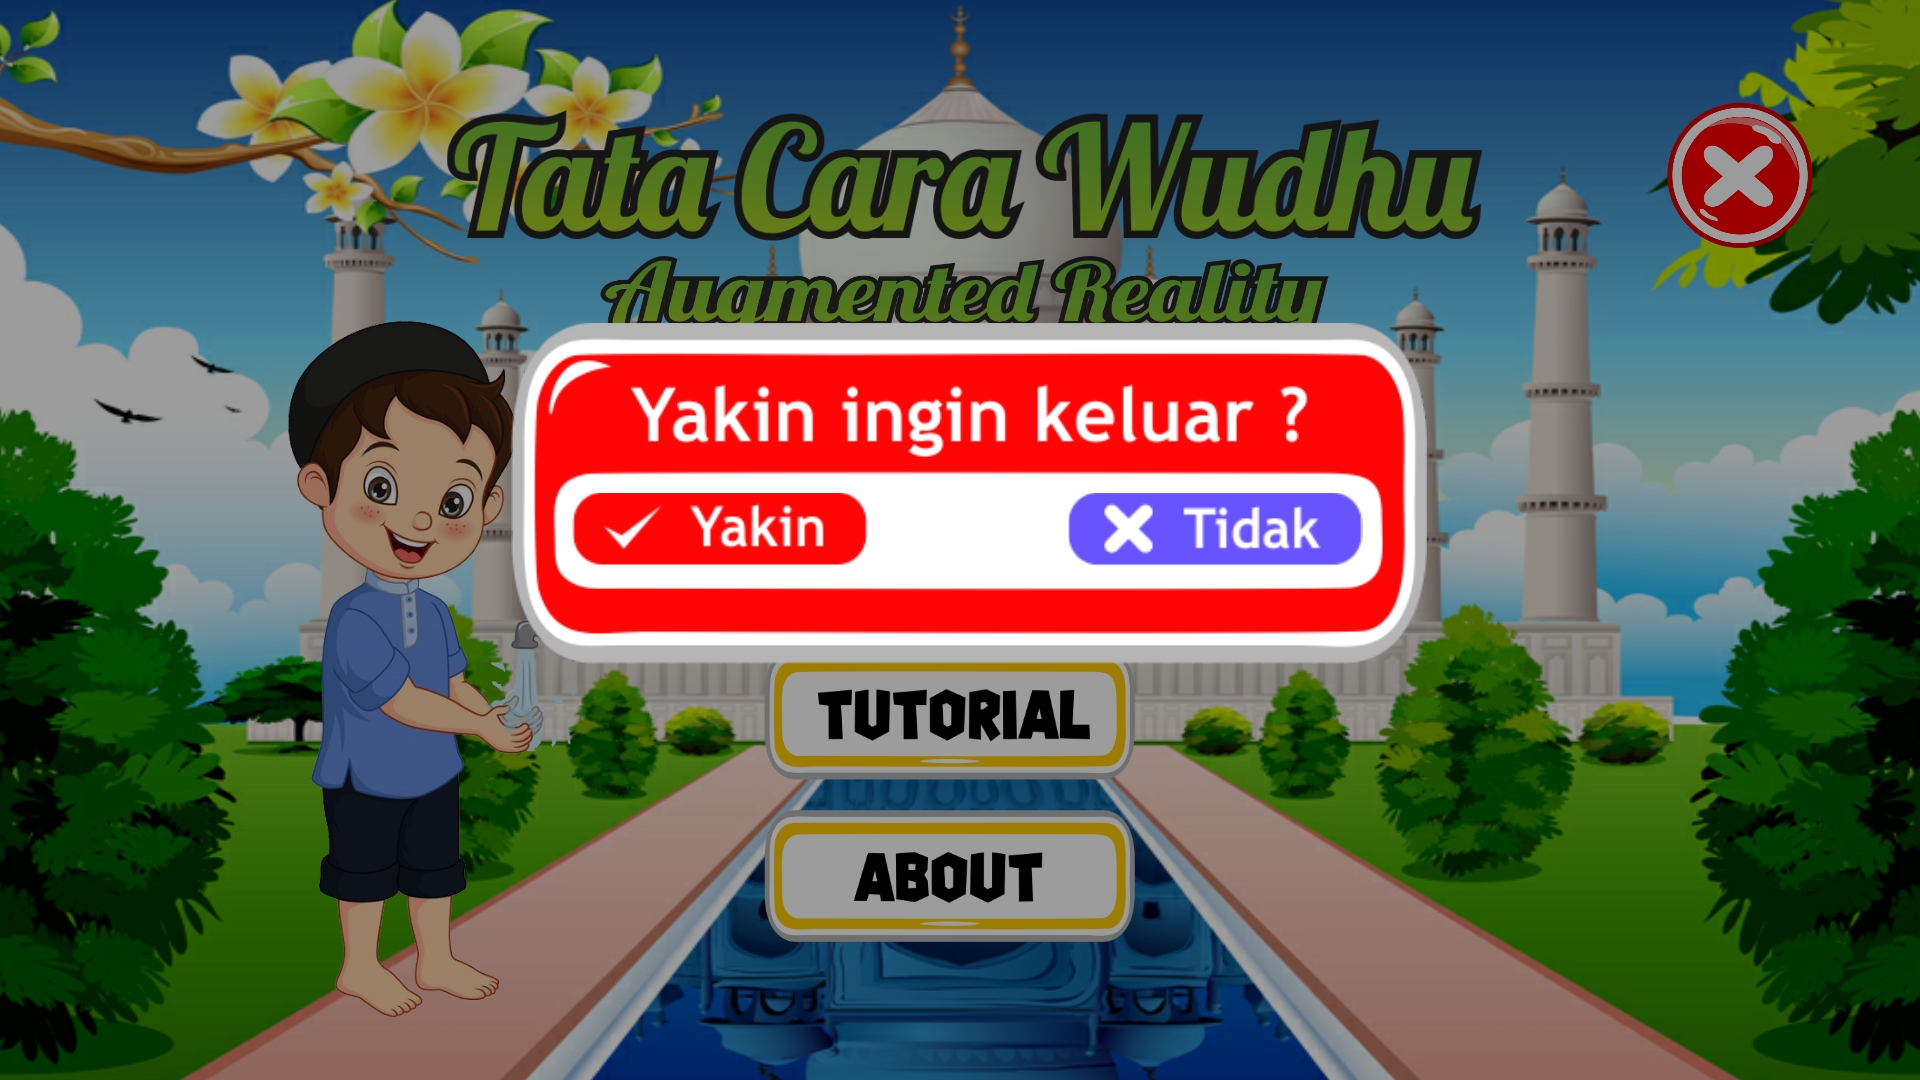 Tata Cara Wudhu
Augmented Reality
Yakin ingin keluar ?
Yakin
Tidak
TUTORIAL
ABOUT